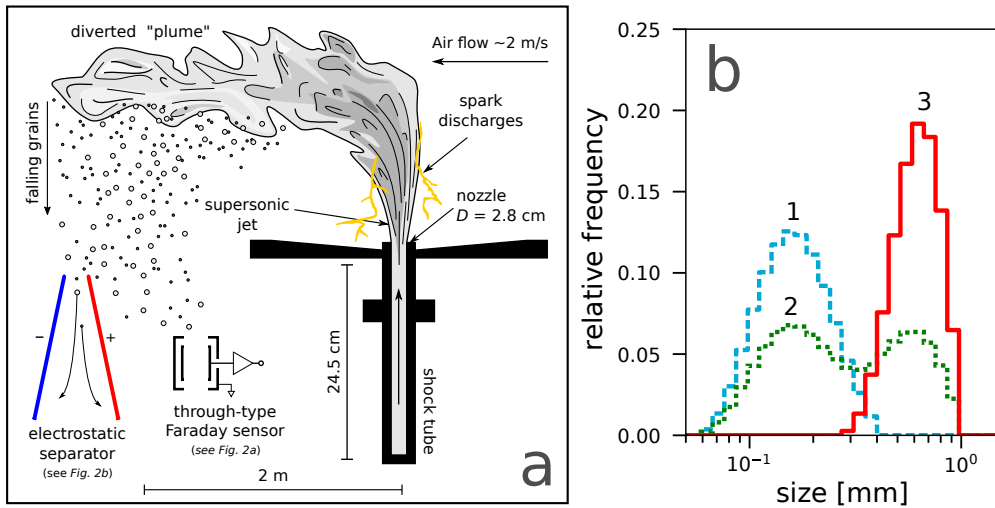 diverted "plume"
Air flow ~2 m/s
spark
discharges
falling grains
nozzle
D = 2.8 cm
supersonic
jet
−
+
24.5 cm
shock tube
electrostatic
separator
(see Fig. 2b)
through-type
Faraday sensor
(see Fig. 2a)
2 m
a
b
relative frequency
0.25
0.20
0.15
0.10
0.05
0.00
1
2
3
10⁻¹
10⁰
size [mm]